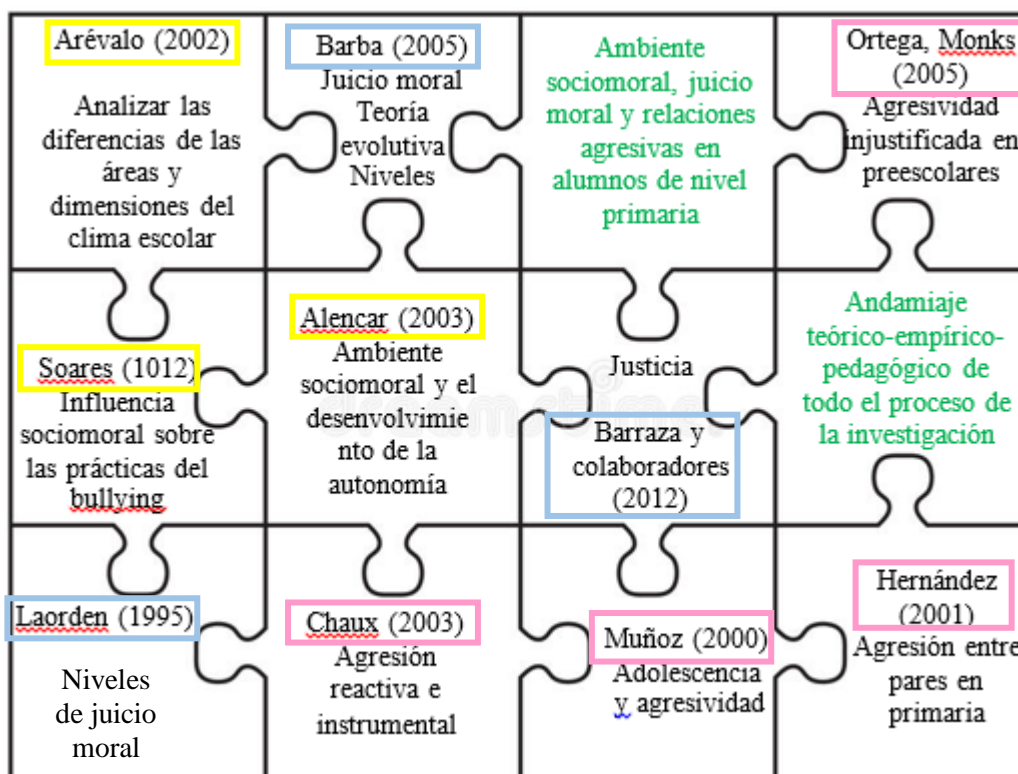 Arévalo (2002)
Analizar las
diferencias de las
áreas y
dimensiones del
clima escolar
Barba (2005)
Juicio moral
Teoría
evolutiva
Niveles
Ambiente
sociomoral, juicio
moral y relaciones
agresivas en
alumnos de nivel
primaria
Ortega, Monks
(2005)
Agresividad
injustificada en
preescolares
Soares (1012)
Influencia
sociomoral sobre
las prácticas del
bullying
Alencar (2003)
Ambiente
sociomoral y el
desenvolvimie
nto de la
autonomía
Justicia
Barraza y
colaboradores
(2012)
Andamiaje
teórico-empírico-
pedagógico de
todo el proceso de
la investigación
Laorden (1995)
Niveles
de juicio
moral
Chaux (2003)
Agresión
reactiva e
instrumental
Muñoz (2000)
Adolescencia
y agresividad
Hernández
(2001)
Agresión entre
pares en
primaria